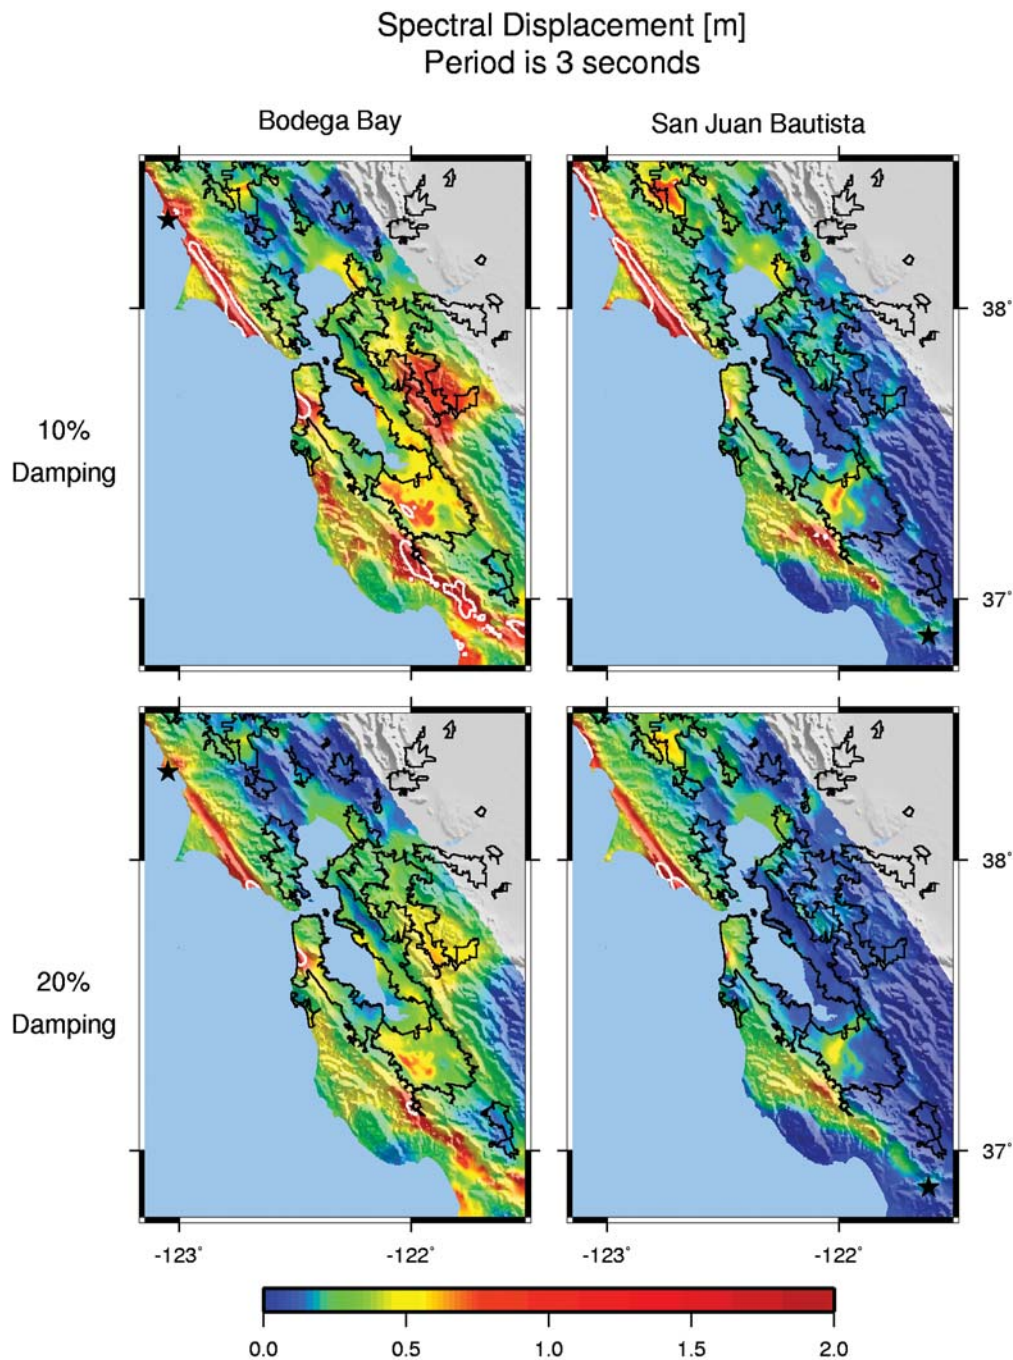 Spectral Displacement [m]
Period is 3 seconds
Bodega Bay
San Juan Bautista
10%
Damping
38°
37°
20%
Damping
38°
37°
-123°
-122°
-123°
-122°
0.0
0.5
1.0
1.5
2.0